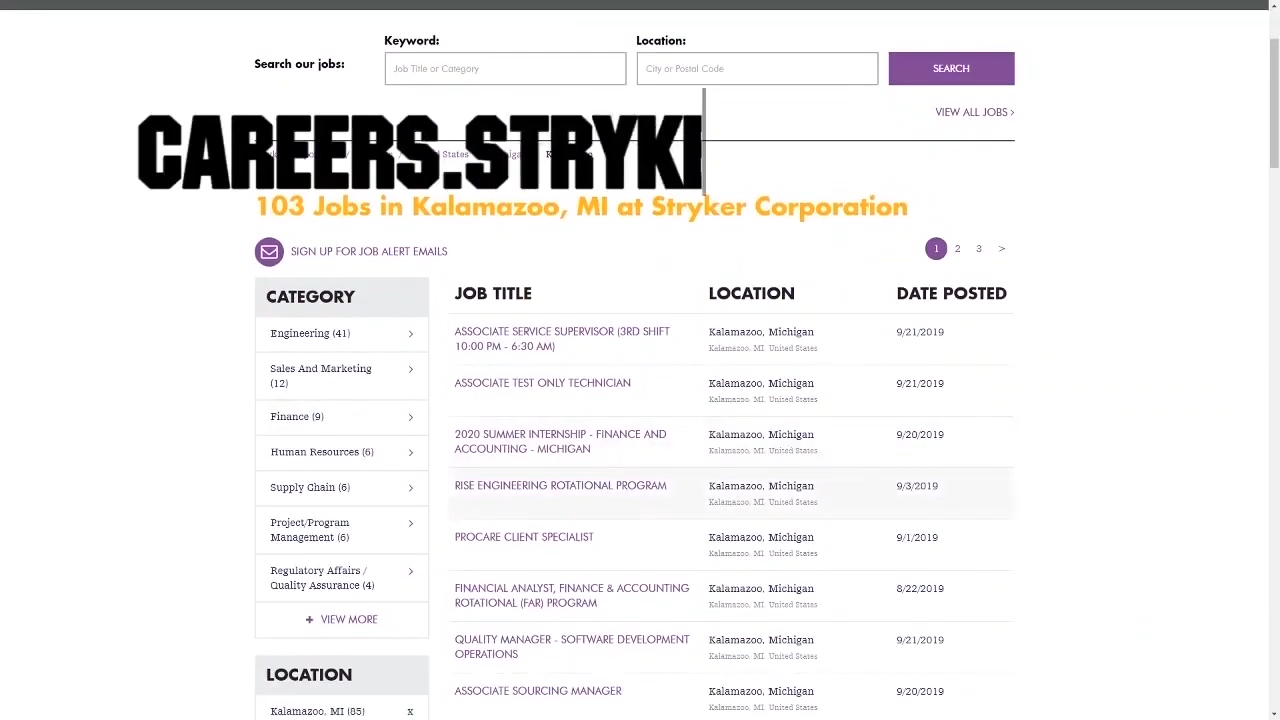 Keyword:
Location:
Search our jobs:
Job Title or Category
City or Postal Code
SEARCH
VIEW ALL JOBS >
CAREERS.STRYKE
d States
103 Jobs in Kalamazoo, MI at Stryker Corporation
SIGN UP FOR JOB ALERT EMAILS
1 2 3 >
CATEGORY
Engineering (41)
Sales And Marketing
(12)
Finance (9)
Human Resources (6)
Supply Chain (6)
Project/Program
Management (6)
Regulatory Affairs /
Quality Assurance (4)
+ VIEW MORE
LOCATION
Kalamazoo, MI (85) x
JOB TITLE LOCATION DATE POSTED
ASSOCIATE SERVICE SUPERVISOR (3RD SHIFT
10:00 PM - 6:30 AM)
Kalamazoo, Michigan
Kalamazoo, MI, United States
9/21/2019
ASSOCIATE TEST ONLY TECHNICIAN
Kalamazoo, Michigan
Kalamazoo, MI, United States
9/21/2019
2020 SUMMER INTERNSHIP - FINANCE AND
ACCOUNTING - MICHIGAN
Kalamazoo, Michigan
Kalamazoo, MI, United States
9/20/2019
RISE ENGINEERING ROTATIONAL PROGRAM
Kalamazoo, Michigan
Kalamazoo, MI, United States
9/3/2019
PROCARE CLIENT SPECIALIST
Kalamazoo, Michigan
Kalamazoo, MI, United States
9/1/2019
FINANCIAL ANALYST, FINANCE & ACCOUNTING
ROTATIONAL (FAR) PROGRAM
Kalamazoo, Michigan
Kalamazoo, MI, United States
8/22/2019
QUALITY MANAGER - SOFTWARE DEVELOPMENT
OPERATIONS
Kalamazoo, Michigan
Kalamazoo, MI, United States
9/21/2019
ASSOCIATE SOURCING MANAGER
Kalamazoo, Michigan
Kalamazoo, MI, United States
9/20/2019